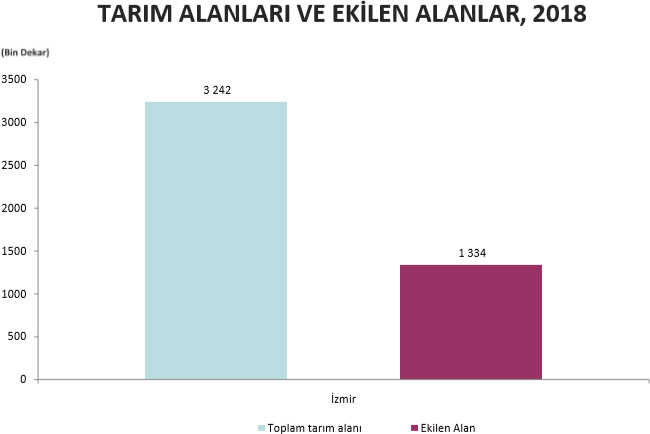 TARIM ALANLARI VE EKİLEN ALANLAR, 2018
(Bin Dekar)
3500
3 242
3000
2500
2000
1500
1 334
1000
500
0
İzmir
Toplam tarım alanı
Ekilen Alan